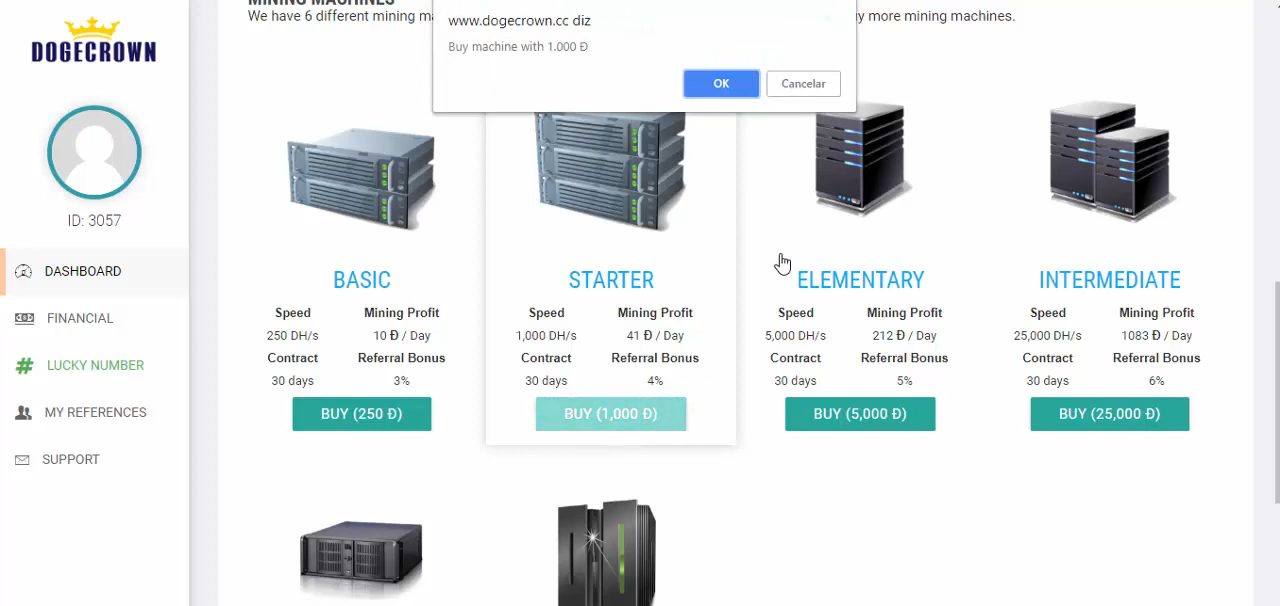 MINING MACHINES
We have 6 different mining ma
y more mining machines.
www.dogecrown.cc diz
Buy machine with 1.000 Ð
OK
Cancelar
DOGECROWN
ID: 3057
DASHBOARD
FINANCIAL
LUCKY NUMBER
MY REFERENCES
SUPPORT
BASIC
Speed Mining Profit
250 DH/s 10 Ð / Day
Contract Referral Bonus
30 days 3%
BUY (250 Ð)
STARTER
Speed Mining Profit
1,000 DH/s 41 Ð / Day
Contract Referral Bonus
30 days 4%
BUY (1,000 Ð)
ELEMENTARY
Speed Mining Profit
5,000 DH/s 212 Ð / Day
Contract Referral Bonus
30 days 5%
BUY (5,000 Ð)
INTERMEDIATE
Speed Mining Profit
25,000 DH/s 1083 Ð / Day
Contract Referral Bonus
30 days 6%
BUY (25,000 Ð)